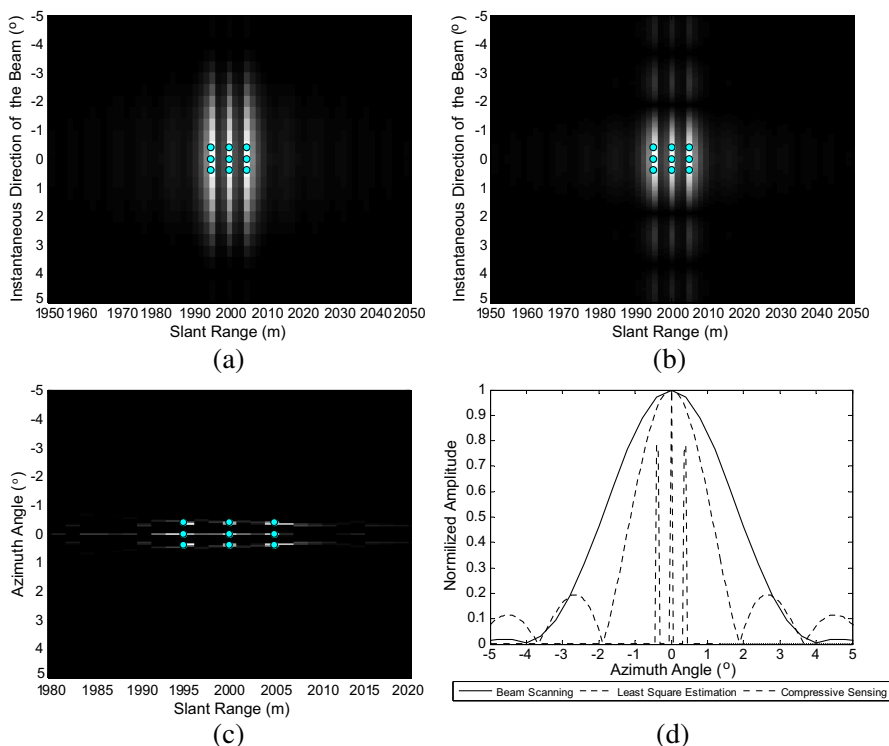 -5
-4
-3
-2
-1
0
1
2
3
4
5
Instantaneous Direction of the Beam (º)
1950 1960 1970 1980 1990 2000 2010 2020 2030 2040 2050
Slant Range (m)
(a)
-5
-4
-3
-2
-1
0
1
2
3
4
5
Instantaneous Direction of the Beam (º)
1950 1960 1970 1980 1990 2000 2010 2020 2030 2040 2050
Slant Range (m)
(b)
-5
-4
-3
-2
-1
0
1
2
3
4
5
Azimuth Angle (º)
1980 1985 1990 1995 2000 2005 2010 2015 2020
Slant Range (m)
(c)
1
0.9
0.8
0.7
0.6
0.5
0.4
0.3
0.2
0.1
0
Normilized Amplitude
-5 -4 -3 -2 -1 0 1 2 3 4 5
Azimuth Angle (º)
Beam Scanning Least Square Estimation Compressive Sensing
(d)